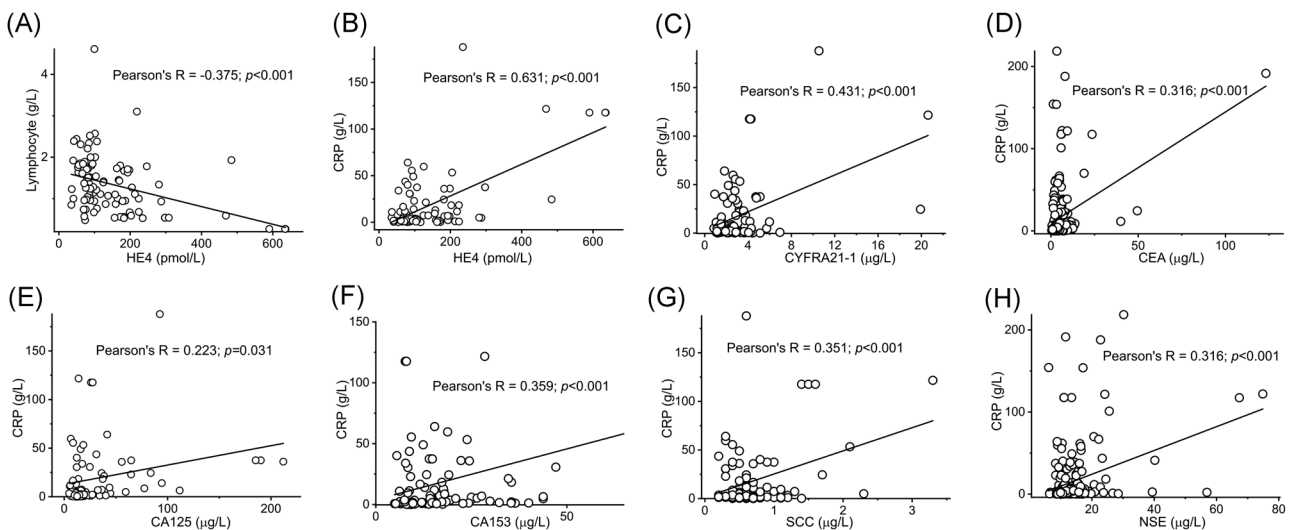 (A)
Pearson's R = -0.375; p<0.001
Lymphocyte (g/L)
4
2
0
200
400
600
HE4 (pmol/L)
(B)
Pearson's R = 0.631; p<0.001
CRP (g/L)
150
100
50
0
0
200
400
600
HE4 (pmol/L)
(C)
Pearson's R = 0.431; p<0.001
CRP (g/L)
150
100
50
0
0
4
8
12
16
20
CYFRA21-1 (μg/L)
(D)
Pearson's R = 0.316; p<0.001
CRP (g/L)
200
100
0
0
50
100
CEA (μg/L)
(E)
Pearson's R = 0.223; p=0.031
CRP (g/L)
150
100
50
0
0
100
200
CA125 (μg/L)
(F)
Pearson's R = 0.359; p<0.001
CRP (g/L)
150
100
50
0
0
50
CA153 (μg/L)
(G)
Pearson's R = 0.351; p<0.001
CRP (g/L)
150
100
50
0
0
1
2
3
SCC (μg/L)
(H)
Pearson's R = 0.316; p<0.001
CRP (g/L)
200
100
0
20
40
60
80
NSE (μg/L)